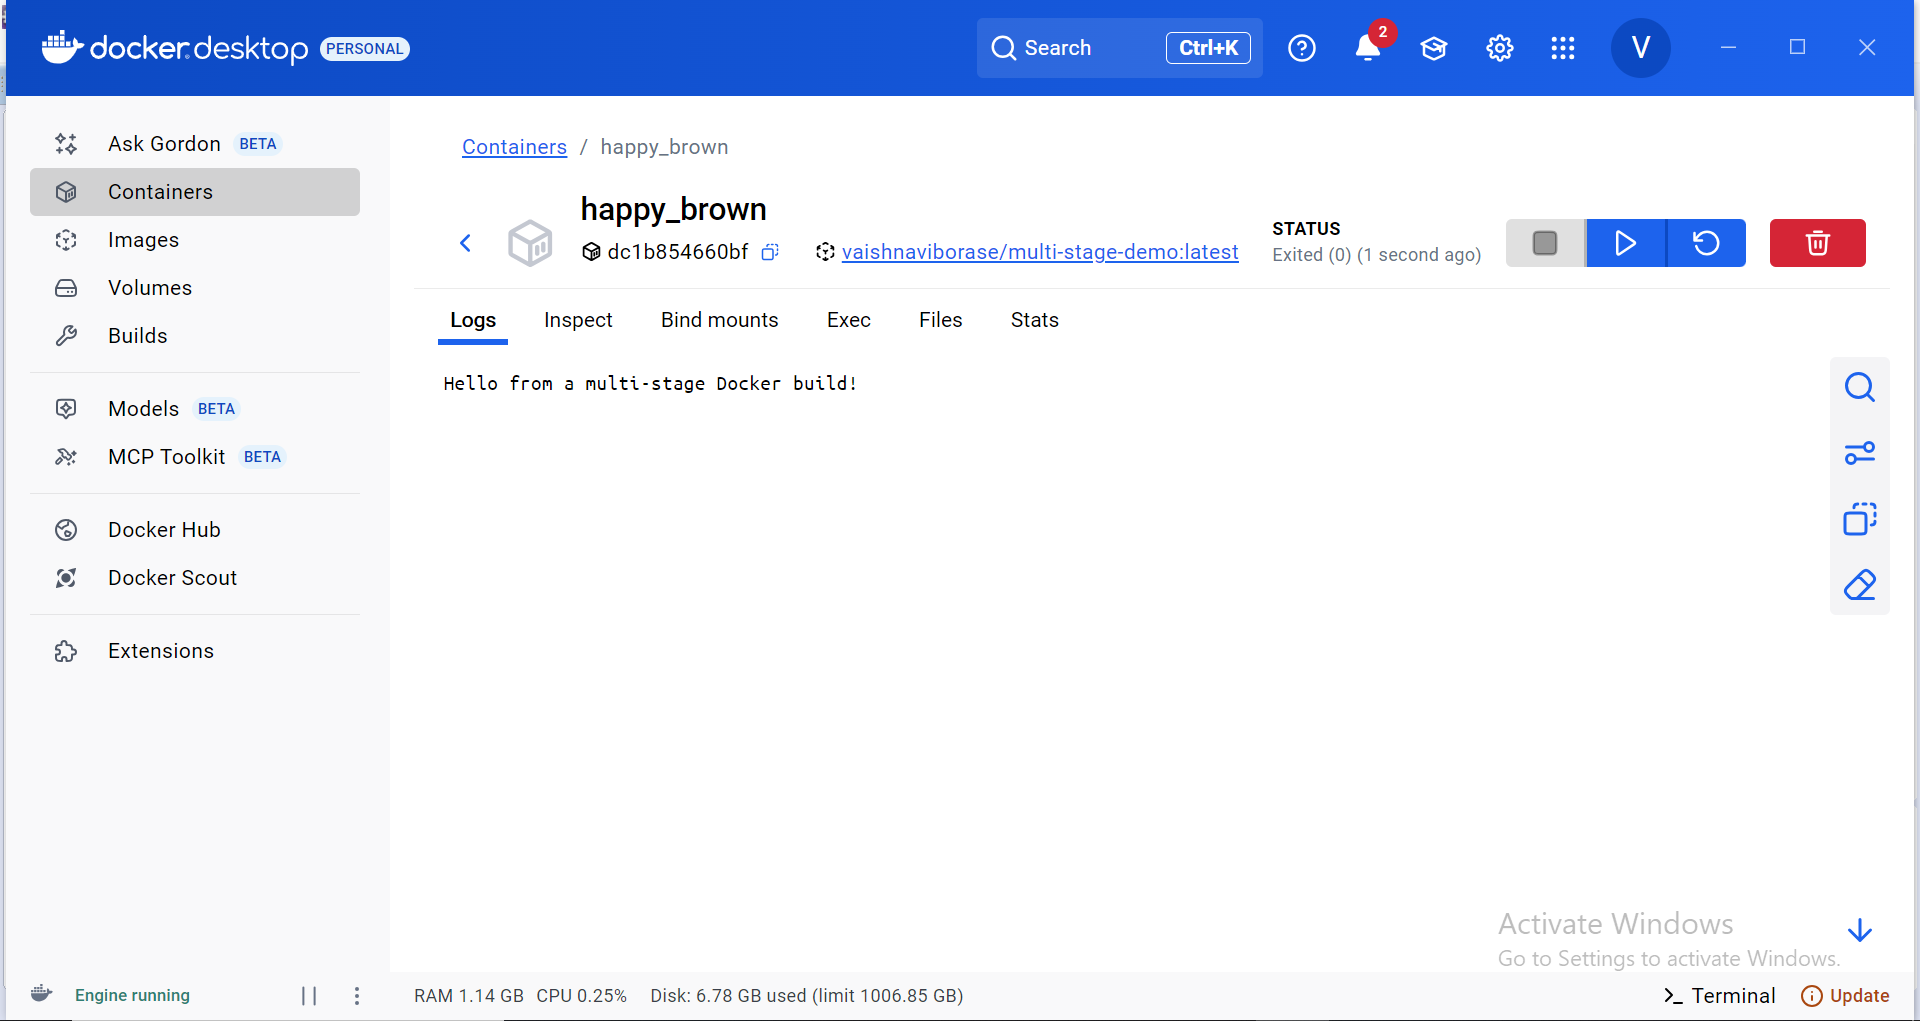 docker.desktop PERSONAL
Search Ctrl+K
2
V
Ask Gordon BETA
Containers
Images
Volumes
Builds
Models BETA
MCP Toolkit BETA
Docker Hub
Docker Scout
Extensions
Containers / happy_brown
happy_brown
dc1b854660bf
vaishnaviborase/multi-stage-demo:latest
STATUS
Exited (0) (1 second ago)
Logs Inspect Bind mounts Exec Files Stats
Hello from a multi-stage Docker build!
Activate Windows
Go to Settings to activate Windows.
Engine running
RAM 1.14 GB CPU 0.25% Disk: 6.78 GB used (limit 1006.85 GB)
>_ Terminal
Update